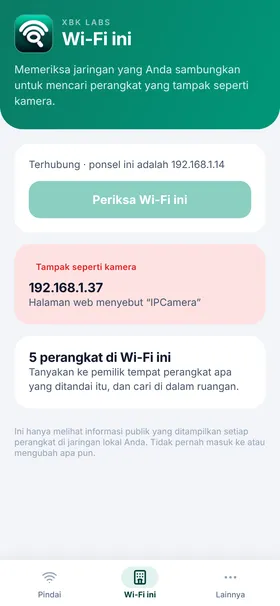 XBK LABS
Wi-Fi ini
Memeriksa jaringan yang Anda sambungkan
untuk mencari perangkat yang tampak seperti
kamera.
Terhubung · ponsel ini adalah 192.168.1.14
Periksa Wi-Fi ini
Tampak seperti kamera
192.168.1.37
Halaman web menyebut “IPCamera”
5 perangkat di Wi-Fi ini
Tanyakan ke pemilik tempat perangkat apa
yang ditandai itu, dan cari di dalam ruangan.
Ini hanya melihat informasi publik yang ditampilkan setiap
perangkat di jaringan lokal Anda. Tidak pernah masuk ke atau
mengubah apa pun.
Pindai
Wi-Fi ini
Lainnya